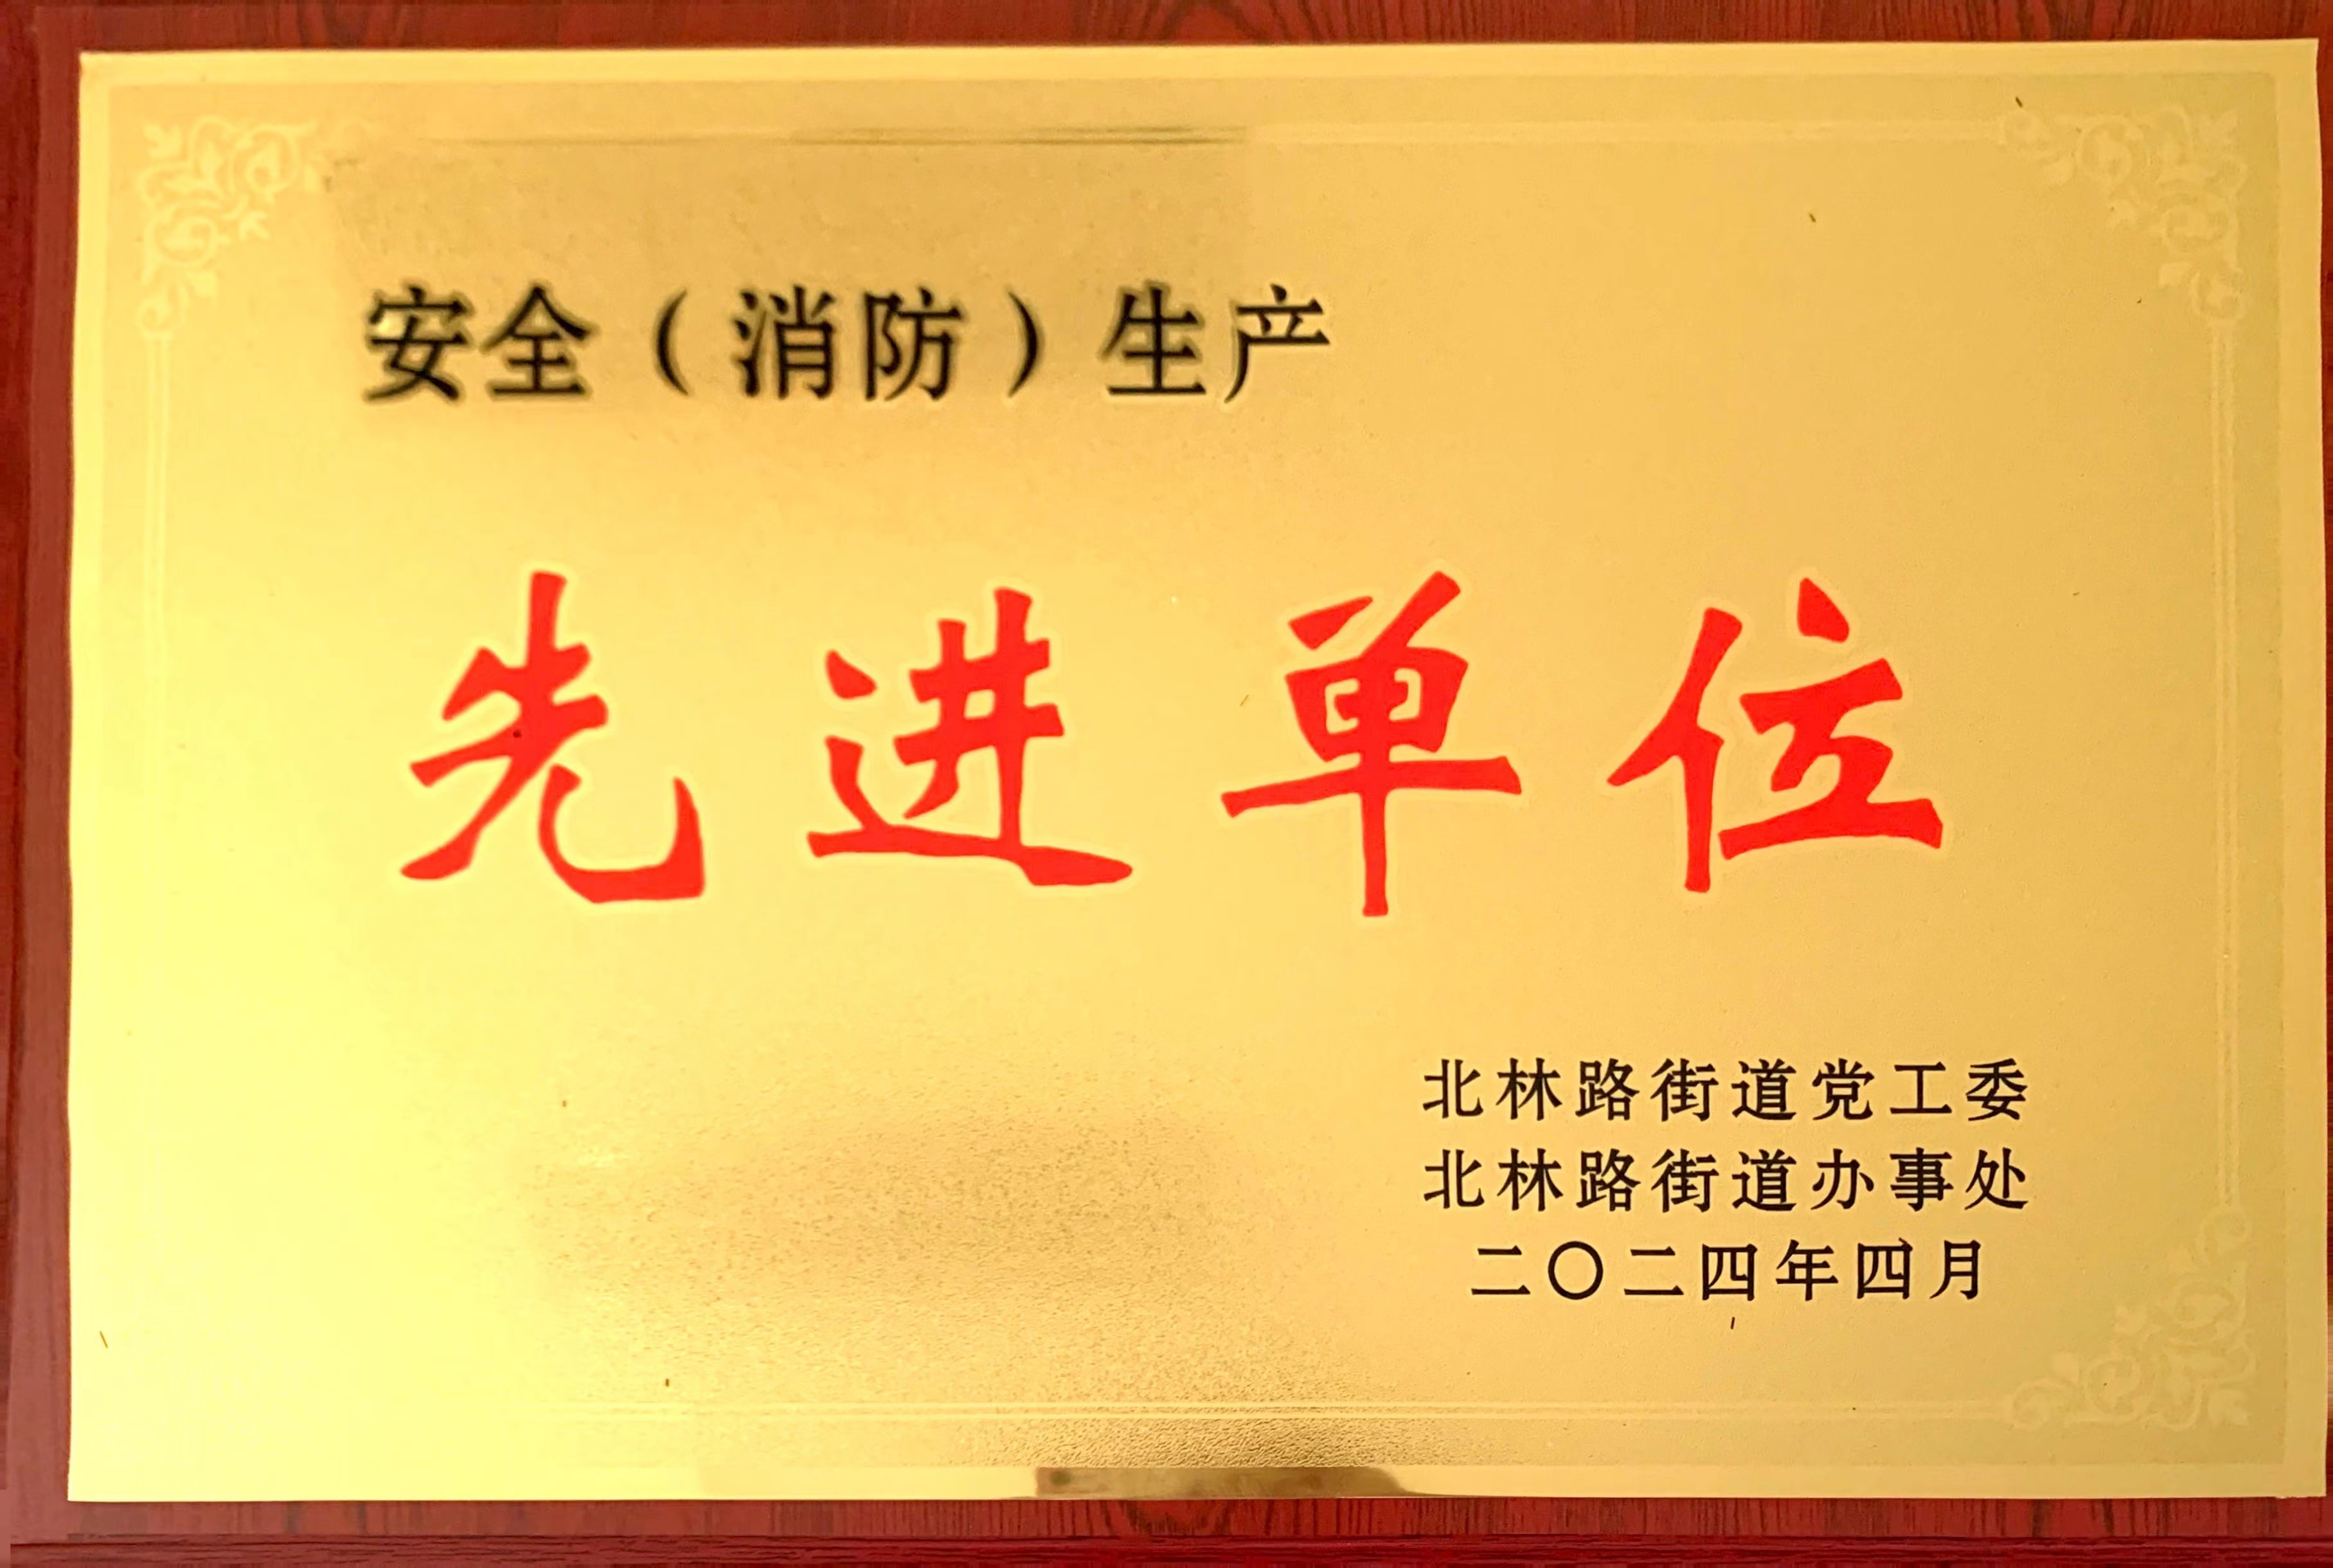 安全（消防）生产
先进单位
北林路街道党工委
北林路街道办事处
二〇二四年四月